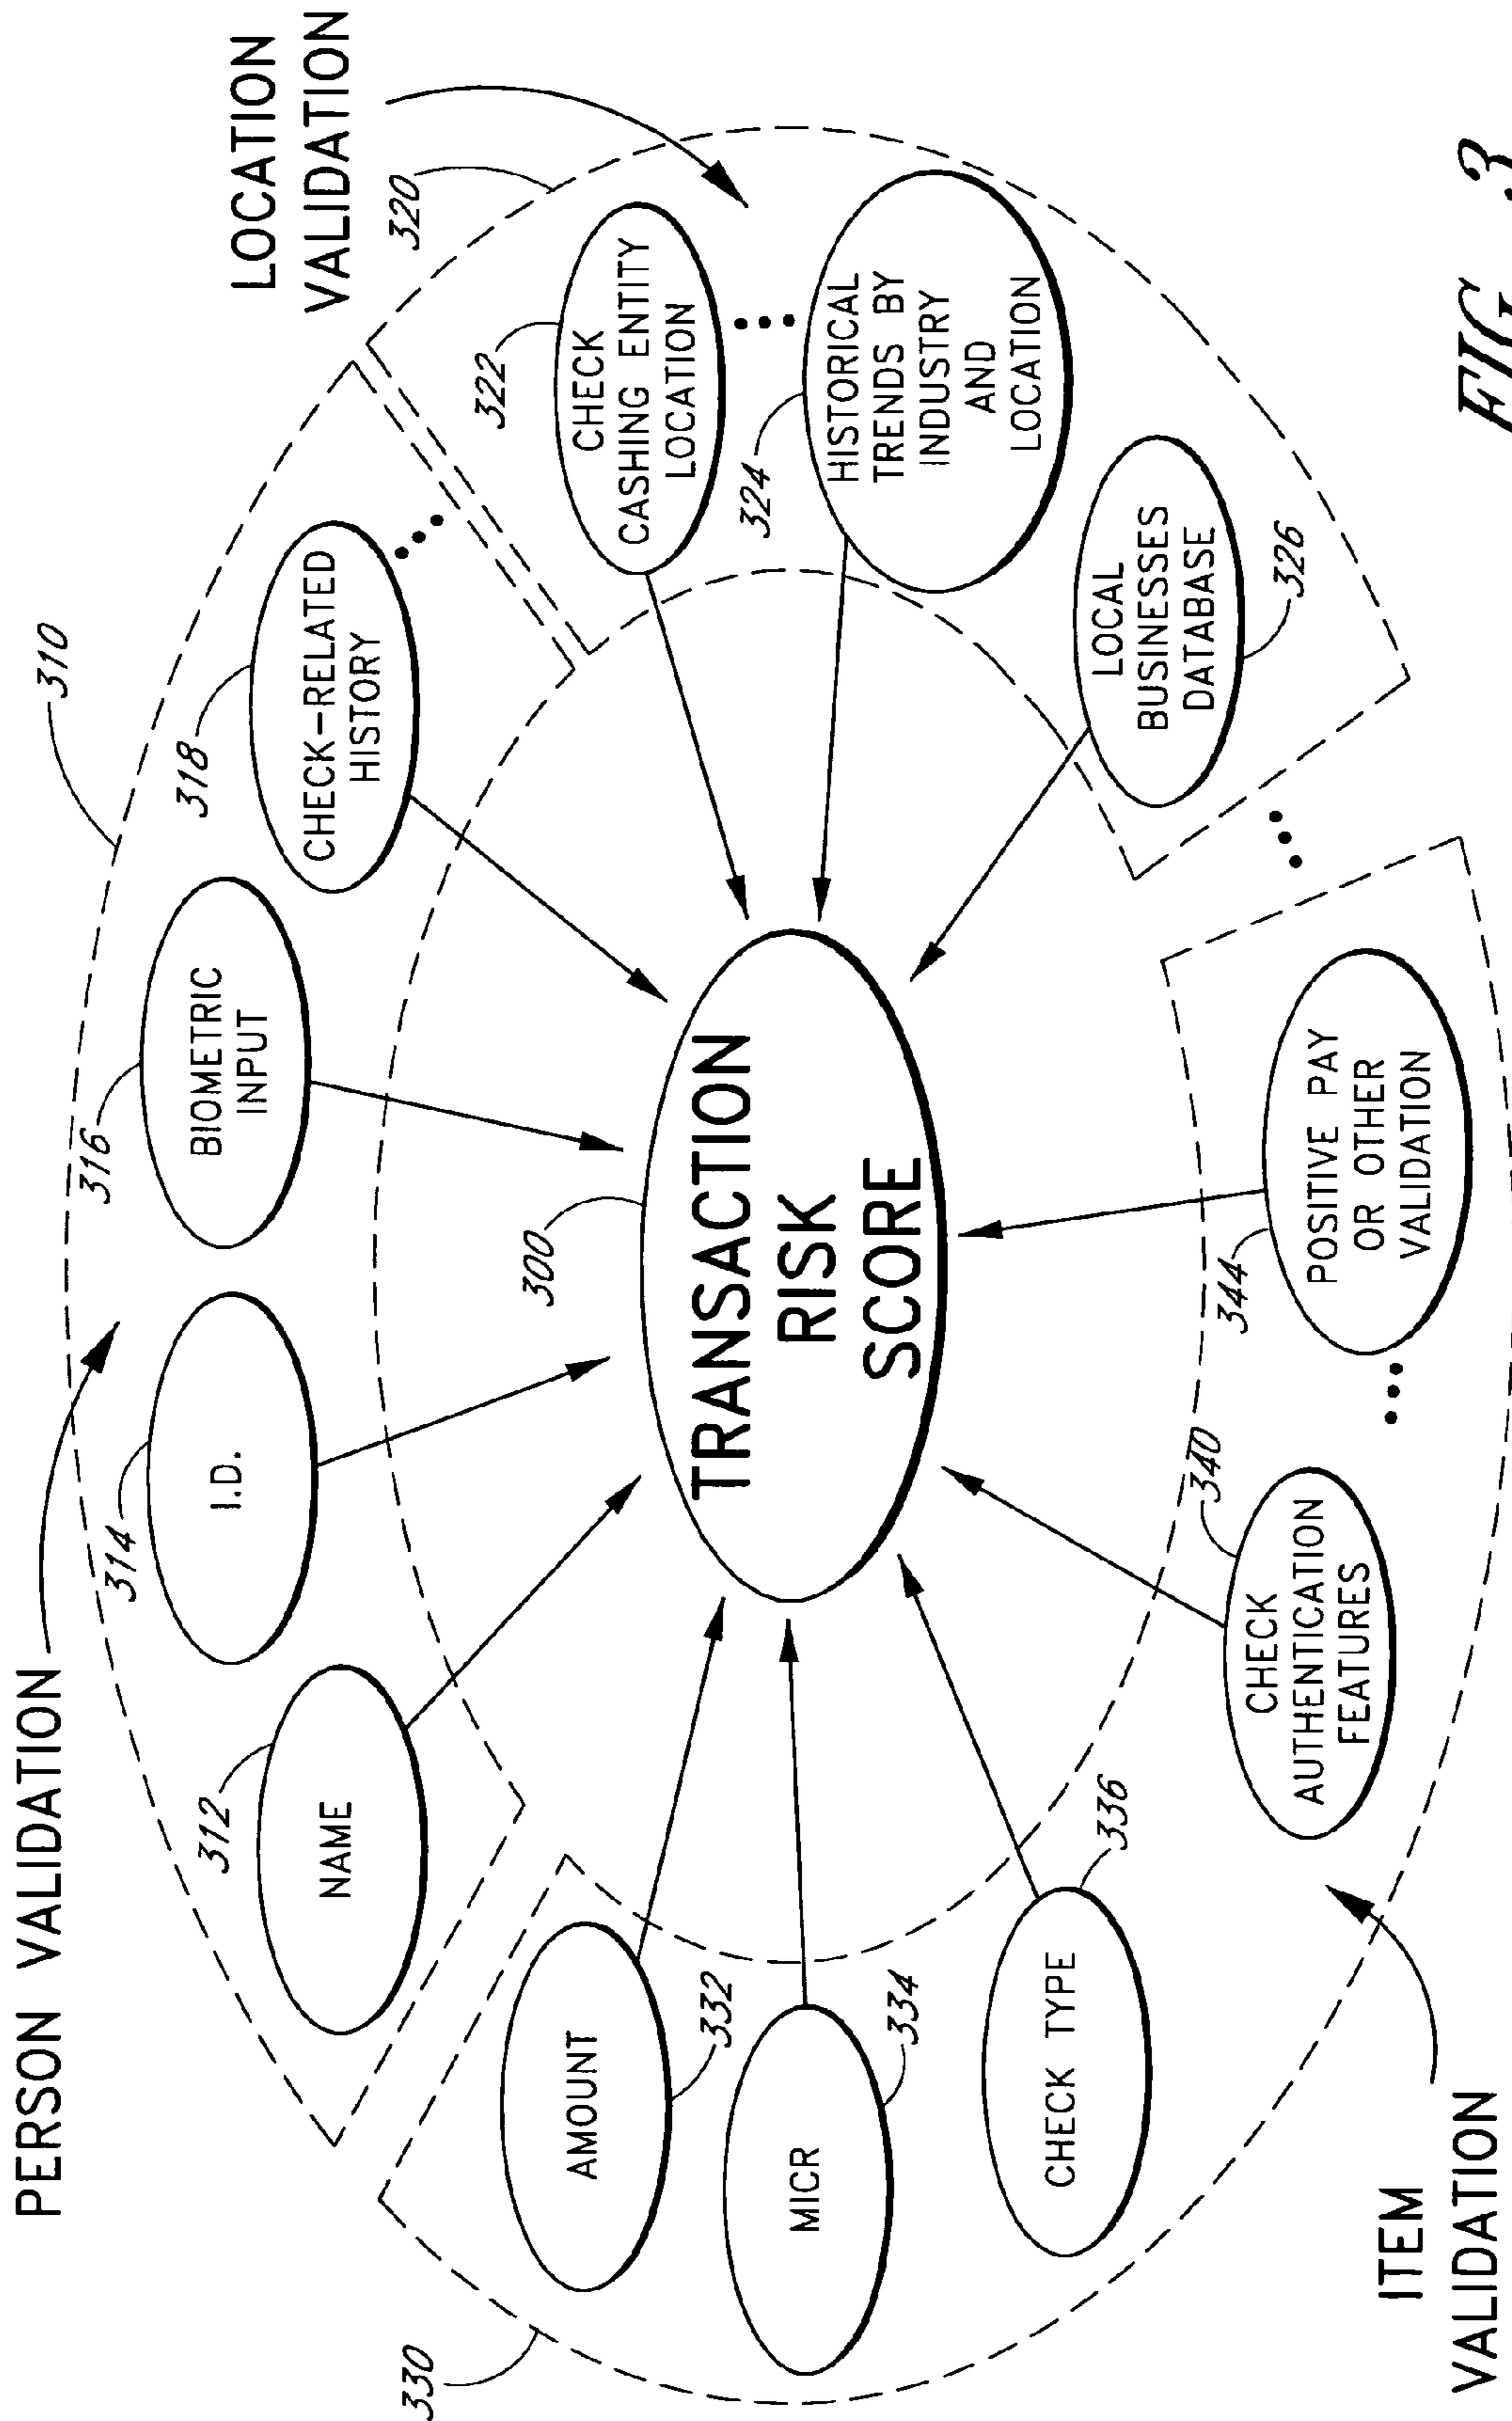 PERSON VALIDATION
310
LOCATION
VALIDATION
320
312
NAME
314
I.D.
316
BIOMETRIC
INPUT
318
CHECK-RELATED
HISTORY
322
CHECK
CASHING ENTITY
LOCATION
324
HISTORICAL
TRENDS BY
INDUSTRY
AND
LOCATION
LOCAL
BUSINESSES
DATABASE
326
300
TRANSACTION
RISK
SCORE
330
AMOUNT
332
MICR
334
CHECK TYPE
336
340
CHECK
AUTHENTICATION
FEATURES
344
POSITIVE PAY
OR OTHER
VALIDATION
ITEM
VALIDATION
FIG. 3